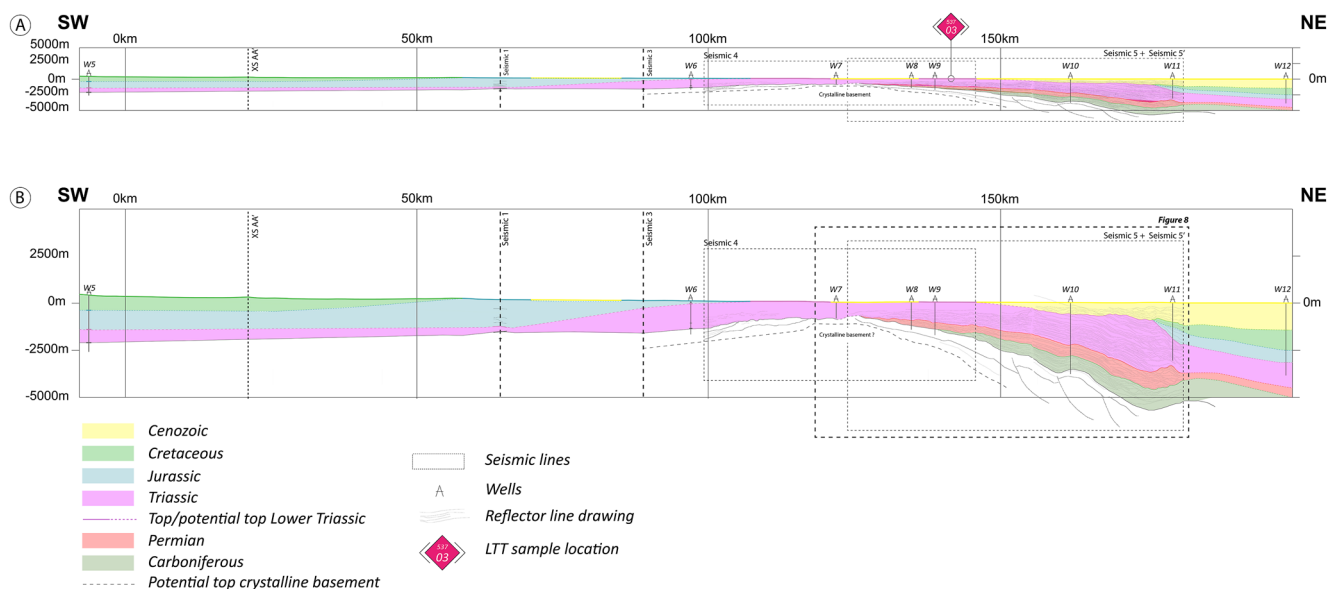 A
SW
NE
537
03
0km
50km
100km
150km
5000m
2500m
0m
-2500m
-5000m
0m
W5
XS AA'
Seismic 1
Seismic 3
W6
Seismic 4
W7
W8
W9
W10
W11
W12
Seismic 5 + Seismic 5'
Crystalline basement
B
SW
NE
0km
50km
100km
150km
Figure 8
2500m
0m
-2500m
-5000m
0m
W5
XS AA'
Seismic 1
Seismic 3
W6
Seismic 4
W7
W8
W9
W10
W11
W12
Seismic 5 + Seismic 5'
Crystalline basement ?
Cenozoic
Cretaceous
Jurassic
Triassic
Top/potential top Lower Triassic
Permian
Carboniferous
Potential top crystalline basement
Seismic lines
Wells
Reflector line drawing
537
03
LTT sample location